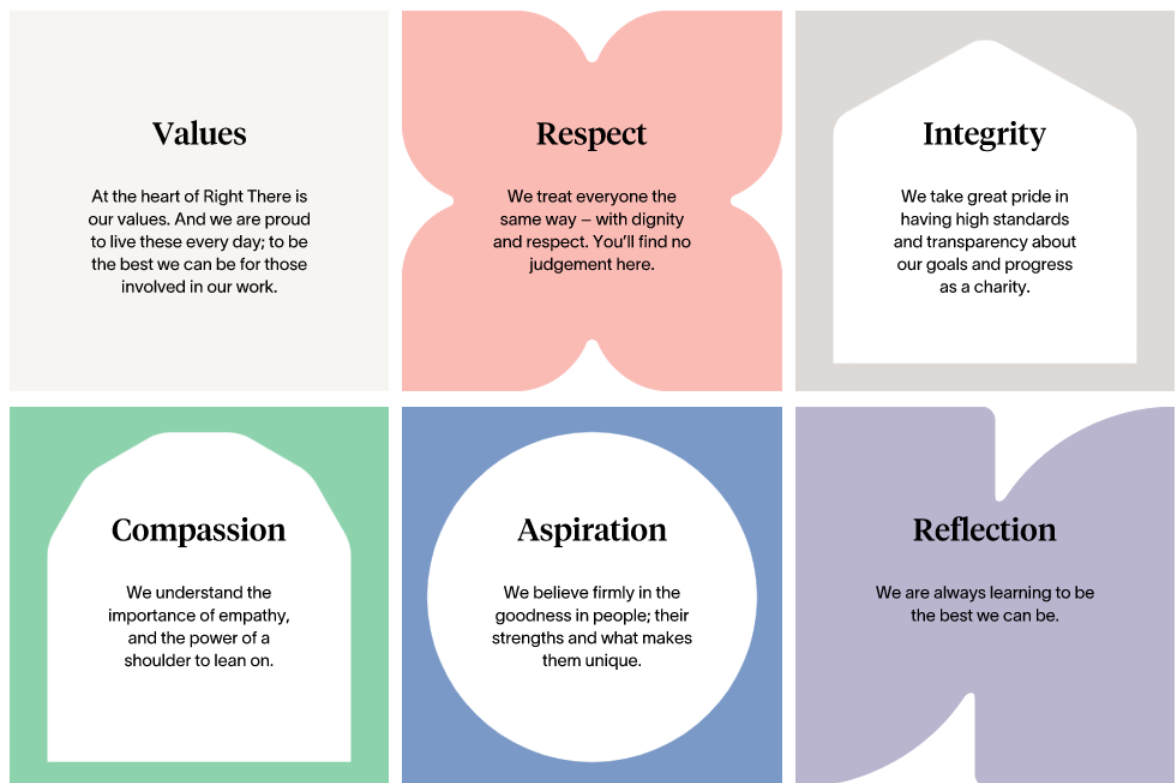 Values
At the heart of Right There is
our values. And we are proud
to live these every day; to be
the best we can be for those
involved in our work.
Respect
We treat everyone the
same way – with dignity
and respect. You’ll find no
judgement here.
Integrity
We take great pride in
having high standards
and transparency about
our goals and progress
as a charity.
Compassion
We understand the
importance of empathy,
and the power of a
shoulder to lean on.
Aspiration
We believe firmly in the
goodness in people; their
strengths and what makes
them unique.
Reflection
We are always learning to be
the best we can be.